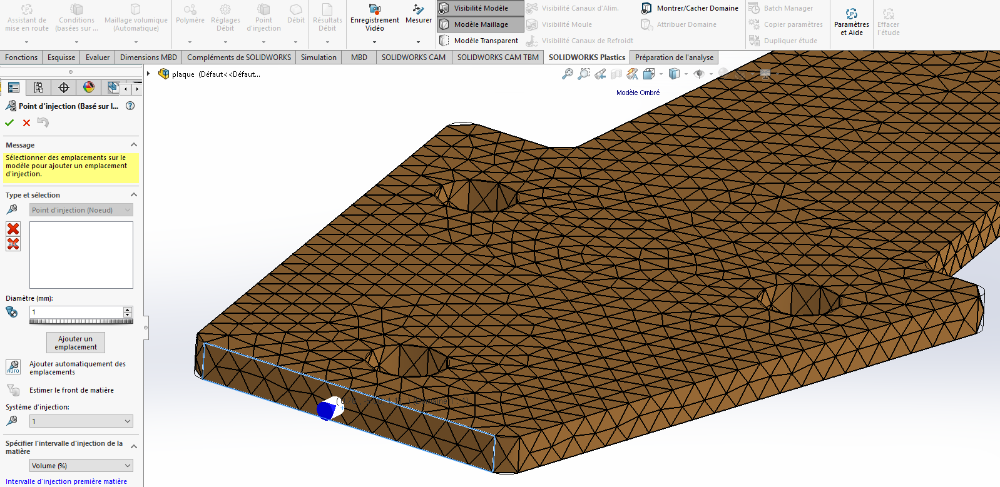 Assistant de
mise en route
Conditions
(basées sur ...
Maillage volumique
(Automatique)
Polymère
Réglages
Débit
Point
d'injection
Débit
Résultats
Débit
Enregistrement
Vidéo
Mesurer
Visibilité Modèle
Modèle Maillage
Modèle Transparent
Visibilité Canaux d'Alim.
Visibilité Moule
Visibilité Canaux de Refroidt
Montrer/Cacher Domaine
Attribuer Domaine
Batch Manager
Copier paramètres
Dupliquer étude
Paramètres
et Aide
Effacer
l'étude
Fonctions
Esquisse
Evaluer
Dimensions MBD
Compléments de SOLIDWORKS
Simulation
MBD
SOLIDWORKS CAM
SOLIDWORKS CAM TBM
SOLIDWORKS Plastics
Préparation de l'analyse
plaque (Défaut<<Défaut...
Modèle Ombré
Point d'injection (Basé sur l...
Message
Sélectionner des emplacements sur le
modèle pour ajouter un emplacement
d'injection.
Type et sélection
Point d'injection (Noeud)
ALL
Diamètre (mm):
1
Ajouter un
emplacement
AUTO
Ajouter automatiquement des
emplacements
Estimer le front de matière
Système d'injection:
1
Spécifier l'intervalle d'injection de la
matière
Volume (%)
Intervalle d'injection première matière